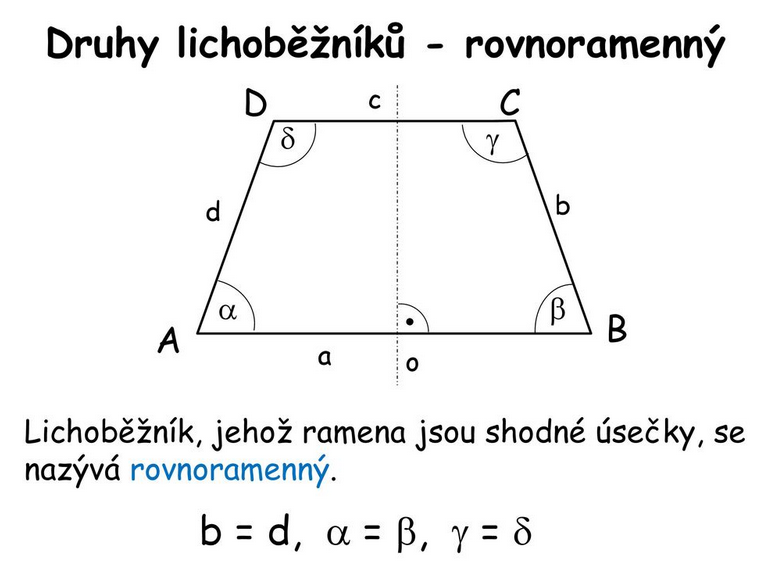 Druhy lichoběžníků - rovnoramenný
D c C
δ γ
d b
α β
A B
a o
Lichoběžník, jehož ramena jsou shodné úsečky, se
nazývá rovnoramenný.
b = d, α = β, γ = δ